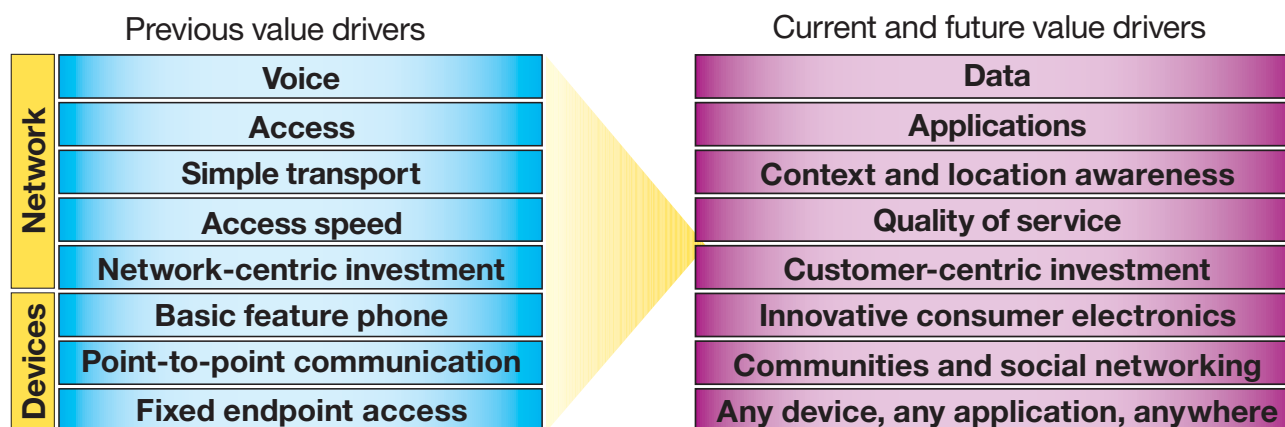 Previous value drivers
Current and future value drivers
Network
Voice
Data
Access
Applications
Simple transport
Context and location awareness
Access speed
Quality of service
Network-centric investment
Customer-centric investment
Devices
Basic feature phone
Innovative consumer electronics
Point-to-point communication
Communities and social networking
Fixed endpoint access
Any device, any application, anywhere